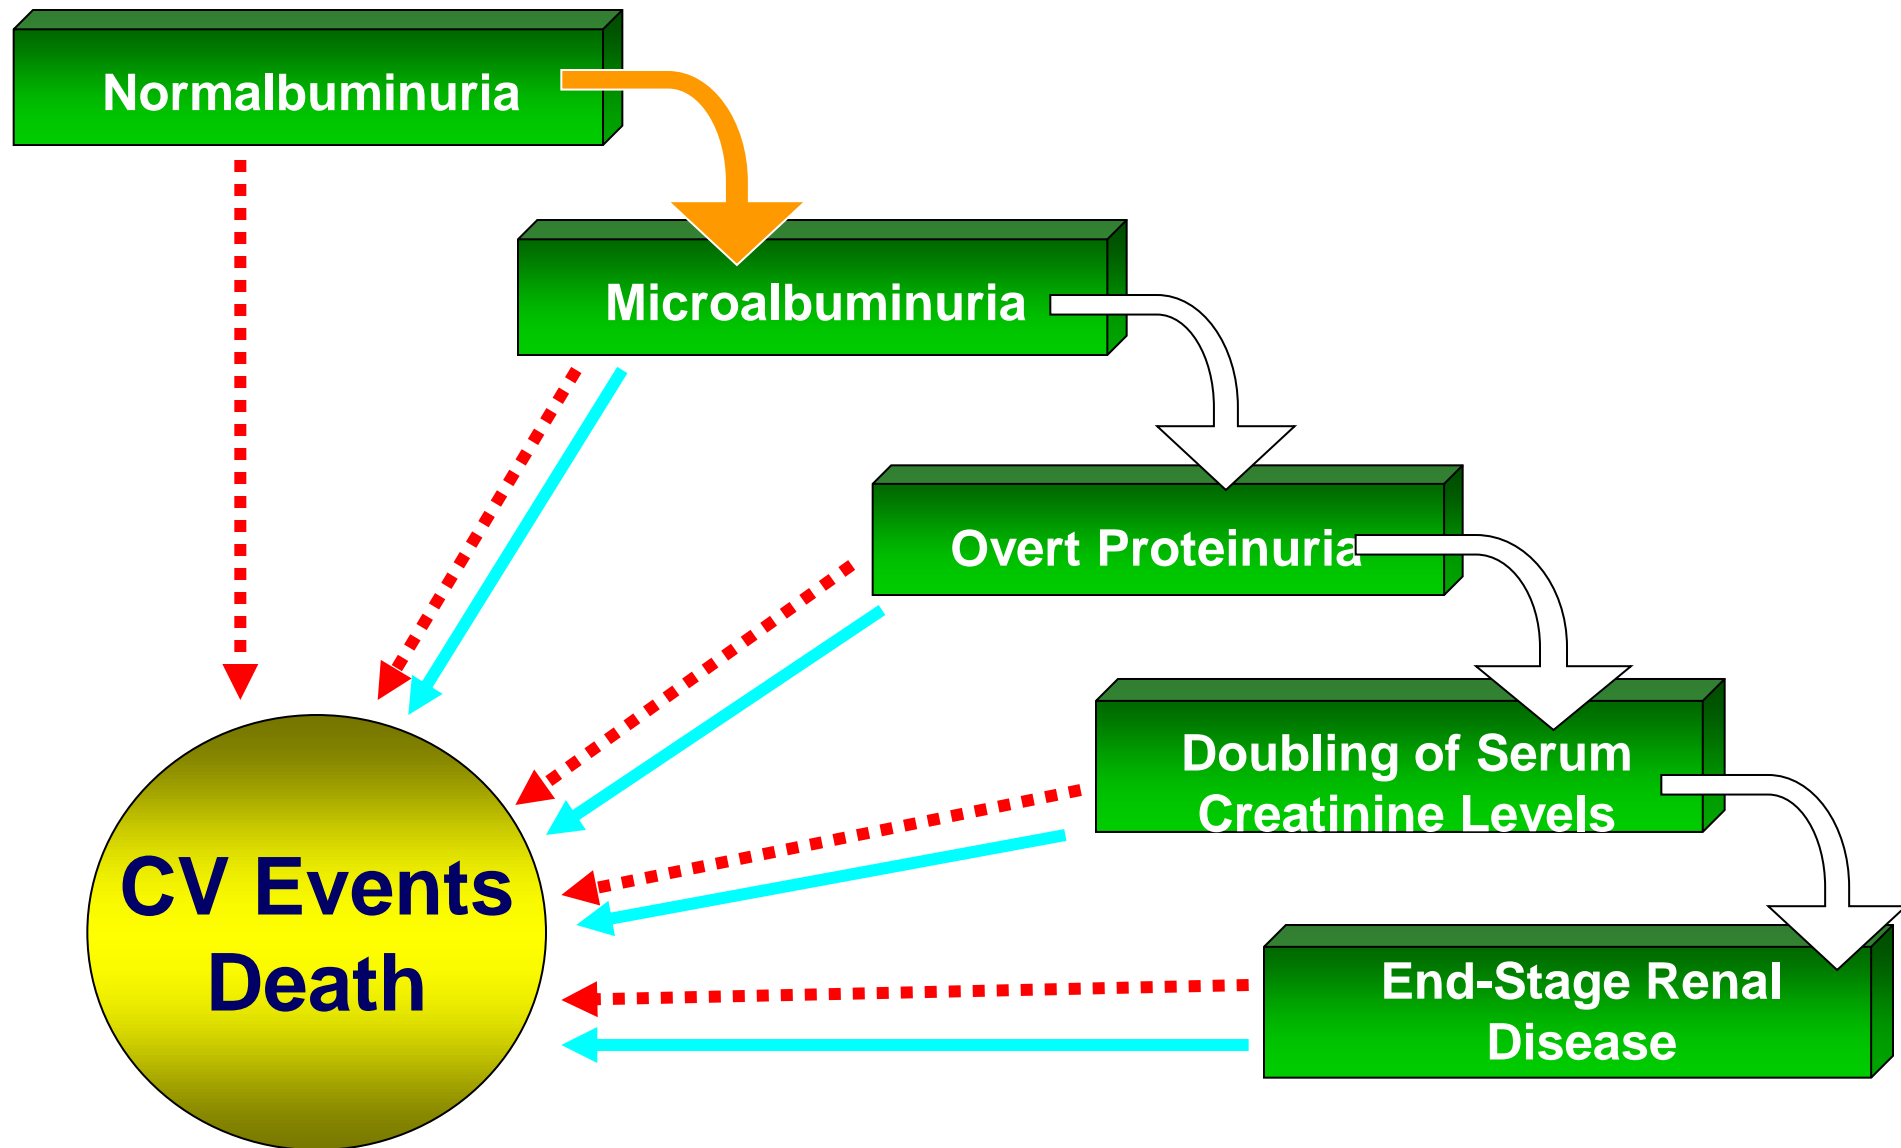 Normalbuminuria
Microalbuminuria
Overt Proteinuria
Doubling of Serum
Creatinine Levels
CV Events
Death
End-Stage Renal
Disease